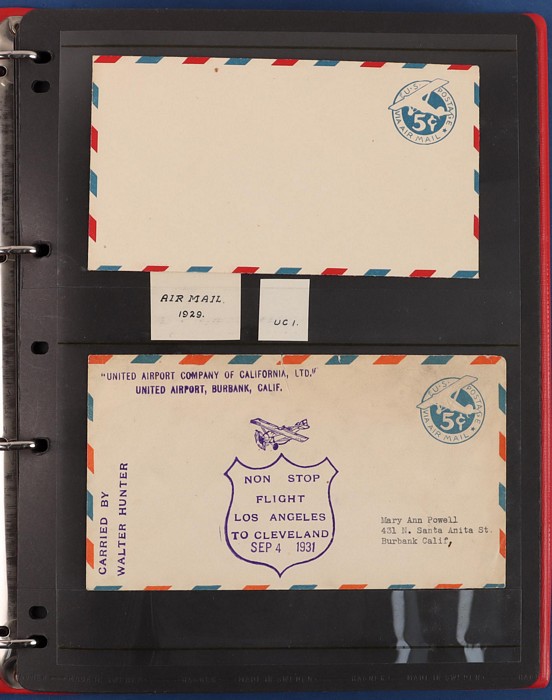 U.S. POSTAGE
5¢
VIA AIR MAIL
AIR MAIL
1929.
UC1.
"UNITED AIRPORT COMPANY OF CALIFORNIA, LTD."
UNITED AIRPORT, BURBANK, CALIF.
U.S. POSTAGE
5¢
VIA AIR MAIL
CARRIED BY
WALTER HUNTER
NON STOP
FLIGHT
LOS ANGELES
TO CLEVELAND
SEP 4 1931
Mary Ann Powell
431 N. Santa Anita St.
Burbank Calif,